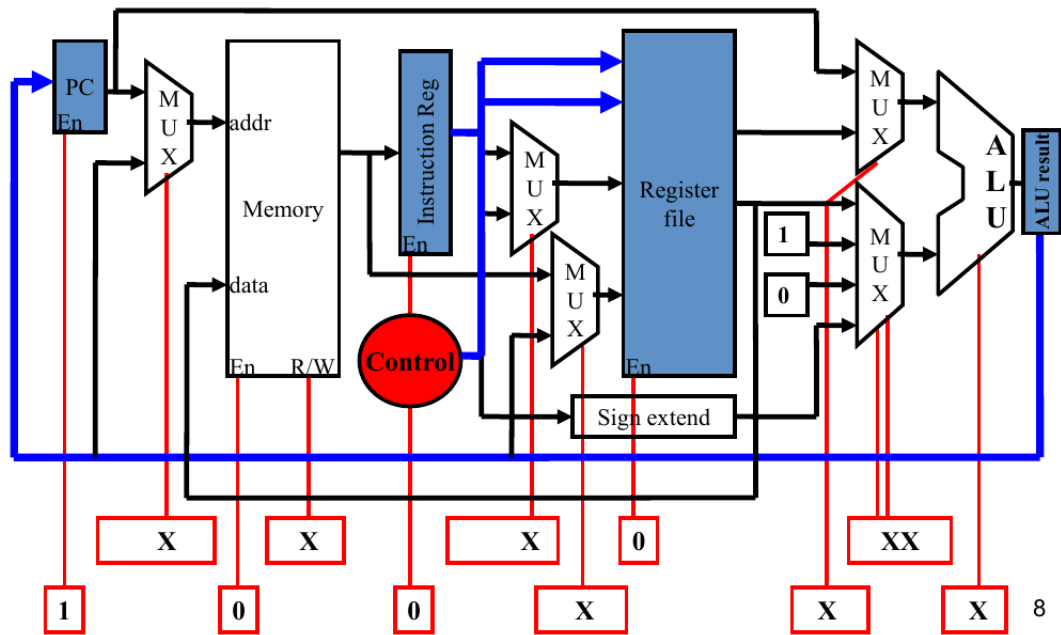 PC
En
M
U
X
addr
Memory
data
En
R/W
Instruction Reg
En
Control
M
U
X
M
U
X
Register
file
En
Sign extend
M
U
X
1
0
M
U
X
A
L
U
ALU result
X
X
X
0
XX
1
0
0
X
X
X
8